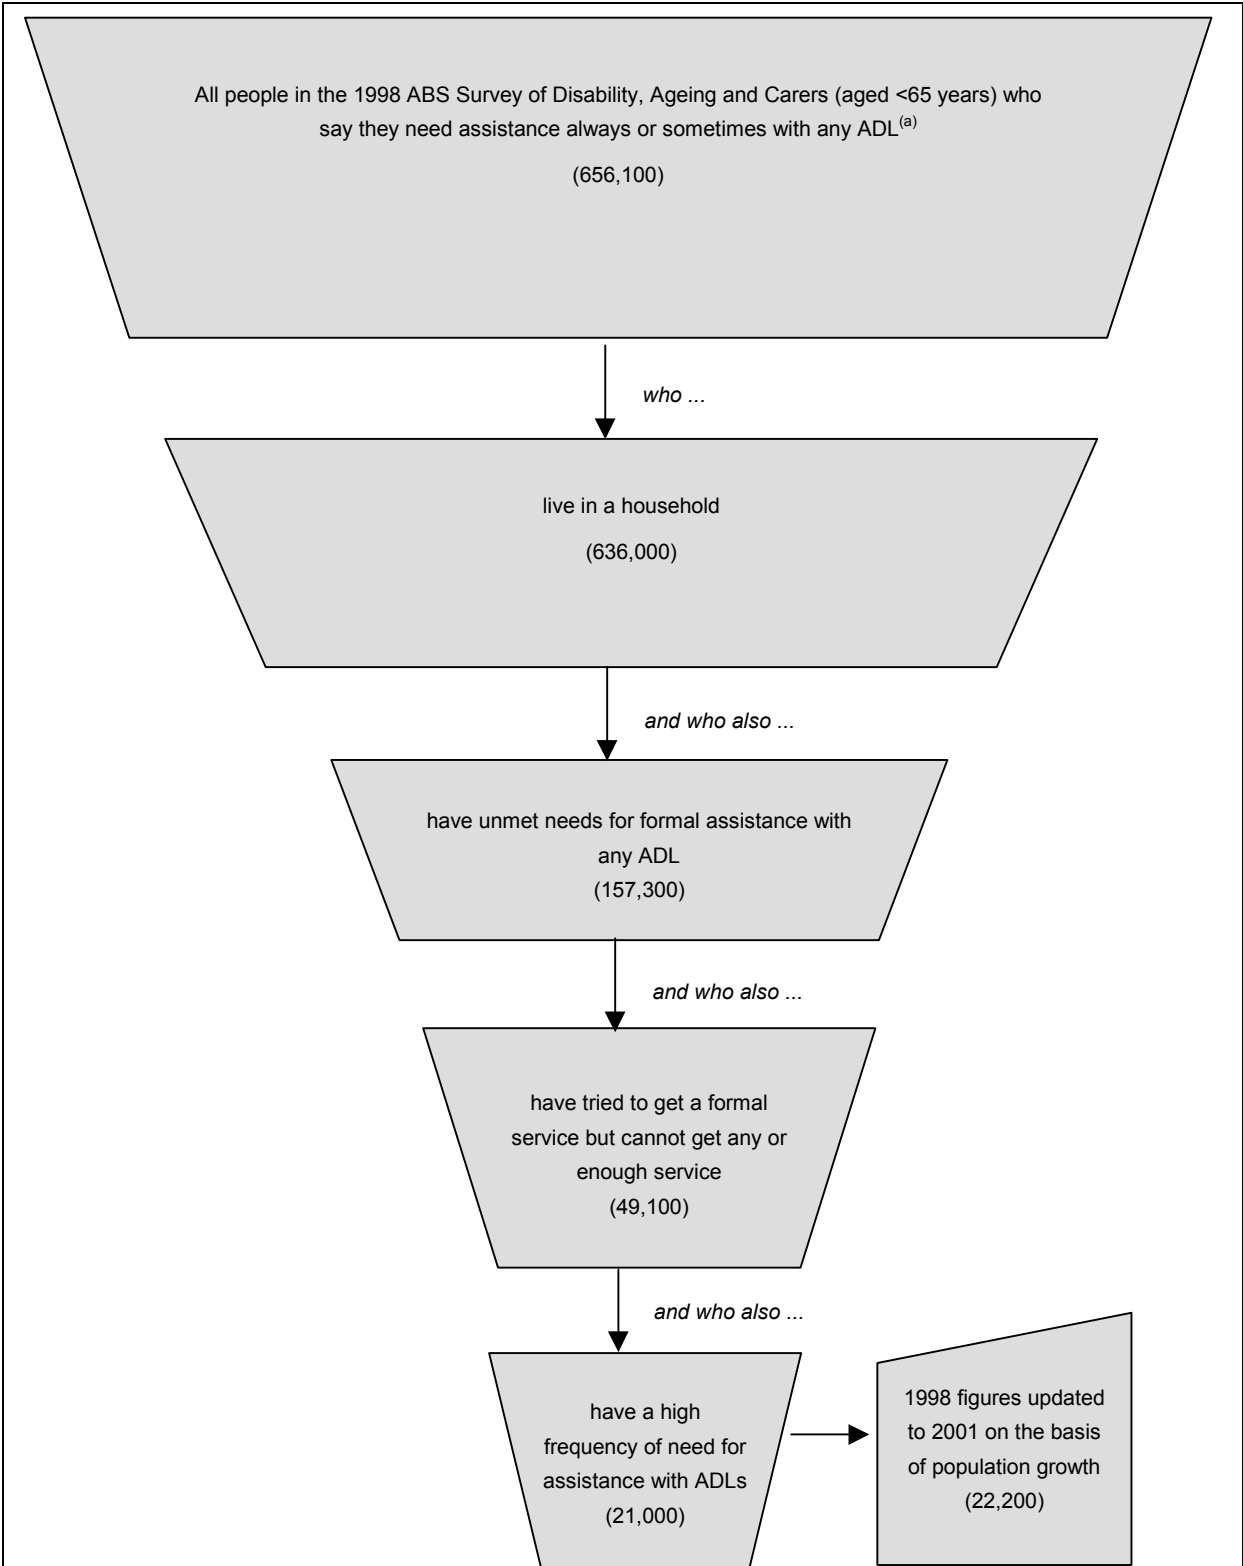 All people in the 1998 ABS Survey of Disability, Ageing and Carers (aged <65 years) who
say they need assistance always or sometimes with any ADL(a)
(656,100)
who ...
live in a household
(636,000)
and who also ...
have unmet needs for formal assistance with
any ADL
(157,300)
and who also ...
have tried to get a formal
service but cannot get any or
enough service
(49,100)
and who also ...
have a high
frequency of need for
assistance with ADLs
(21,000)
1998 figures updated
to 2001 on the basis
of population growth
(22,200)